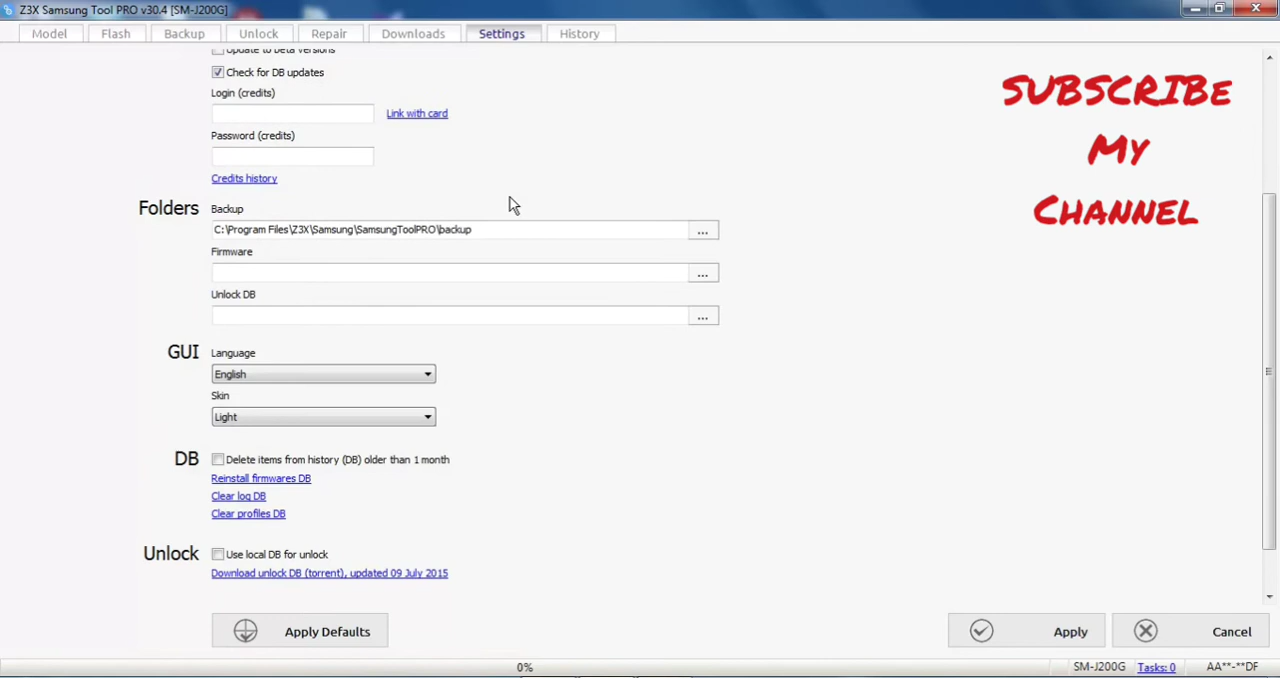 Z3X Samsung Tool PRO v30.4 [SM-J200G]
Model Flash Backup Unlock Repair Downloads Settings History
Update to beta versions
Check for DB updates
Login (credits)
Link with card
Password (credits)
Credits history
SUBSCRIBE
My
CHANNEL
Folders Backup
C:\Program Files\Z3X\Samsung\SamsungToolPRO\backup ...
Firmware
...
Unlock DB
...
GUI Language
English
Skin
Light
DB Delete items from history (DB) older than 1 month
Reinstall firmwares DB
Clear log DB
Clear profiles DB
Unlock Use local DB for unlock
Download unlock DB (torrent), updated 09 July 2015
Apply Defaults Apply Cancel
0% SM-J200G Tasks: 0 AA**-**DF